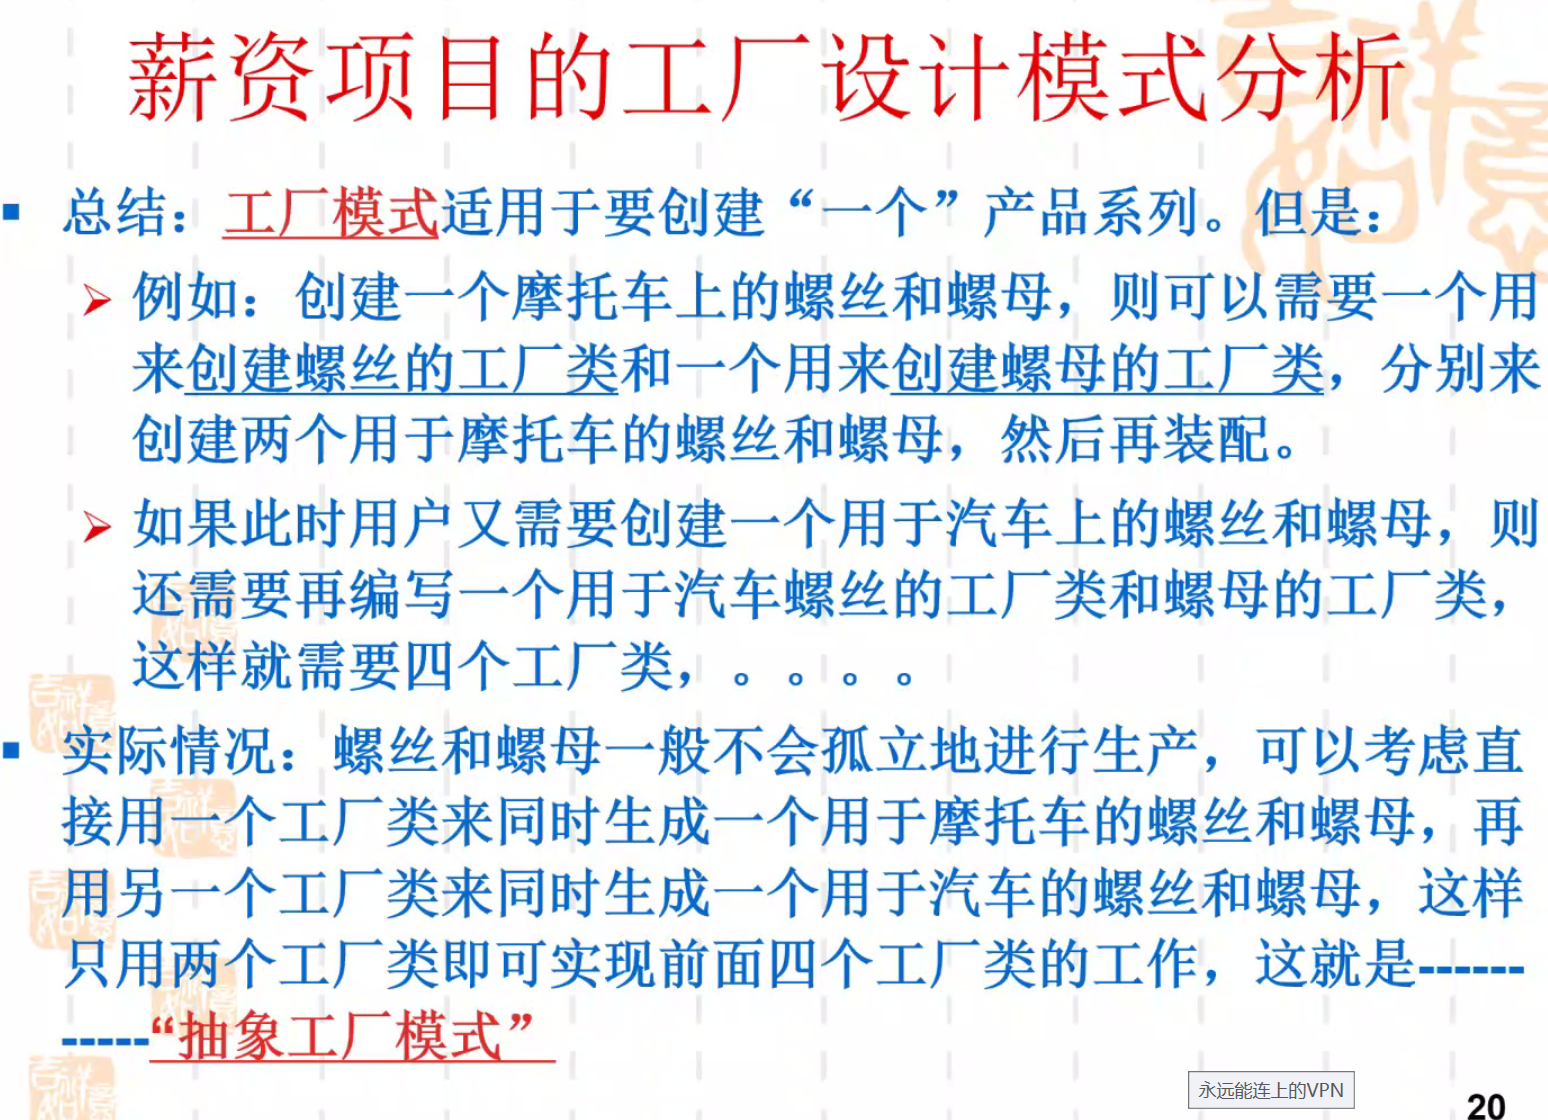 薪资项目的工厂设计模式分析
总结：工厂模式适用于要创建“一个”产品系列。但是：
例如：创建一个摩托车上的螺丝和螺母，则可以需要一个用
来创建螺丝的工厂类和一个用来创建螺母的工厂类，分别来
创建两个用于摩托车的螺丝和螺母，然后再装配。
如果此时用户又需要创建一个用于汽车上的螺丝和螺母，则
还需要再编写一个用于汽车螺丝的工厂类和螺母的工厂类，
这样就需要四个工厂类，。。。。
实际情况：螺丝和螺母一般不会孤立地进行生产，可以考虑直
接用一个工厂类来同时生成一个用于摩托车的螺丝和螺母，再
用另一个工厂类来同时生成一个用于汽车的螺丝和螺母，这样
只用两个工厂类即可实现前面四个工厂类的工作，这就是------
-----“抽象工厂模式”
永远能连上的VPN
20